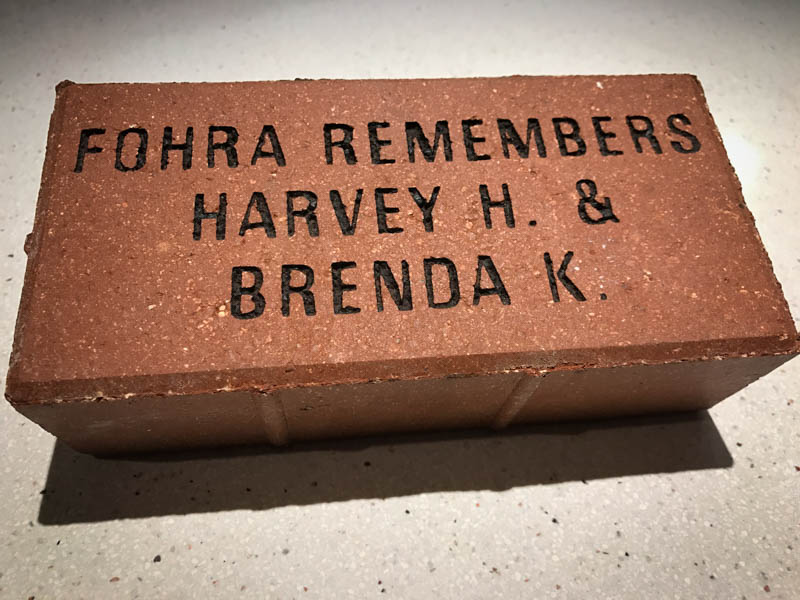 FOHRA REMEMBERS
HARVEY H. &
BRENDA K.